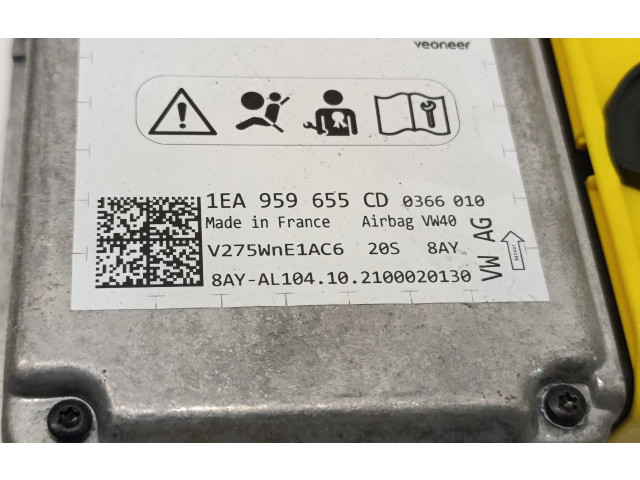 veoneer
1EA 959 655 CD 0366 010
Made in France Airbag VW40
V275WnE1AC6 20S 8AY
8AY-AL104.10.2100020130
VW AG